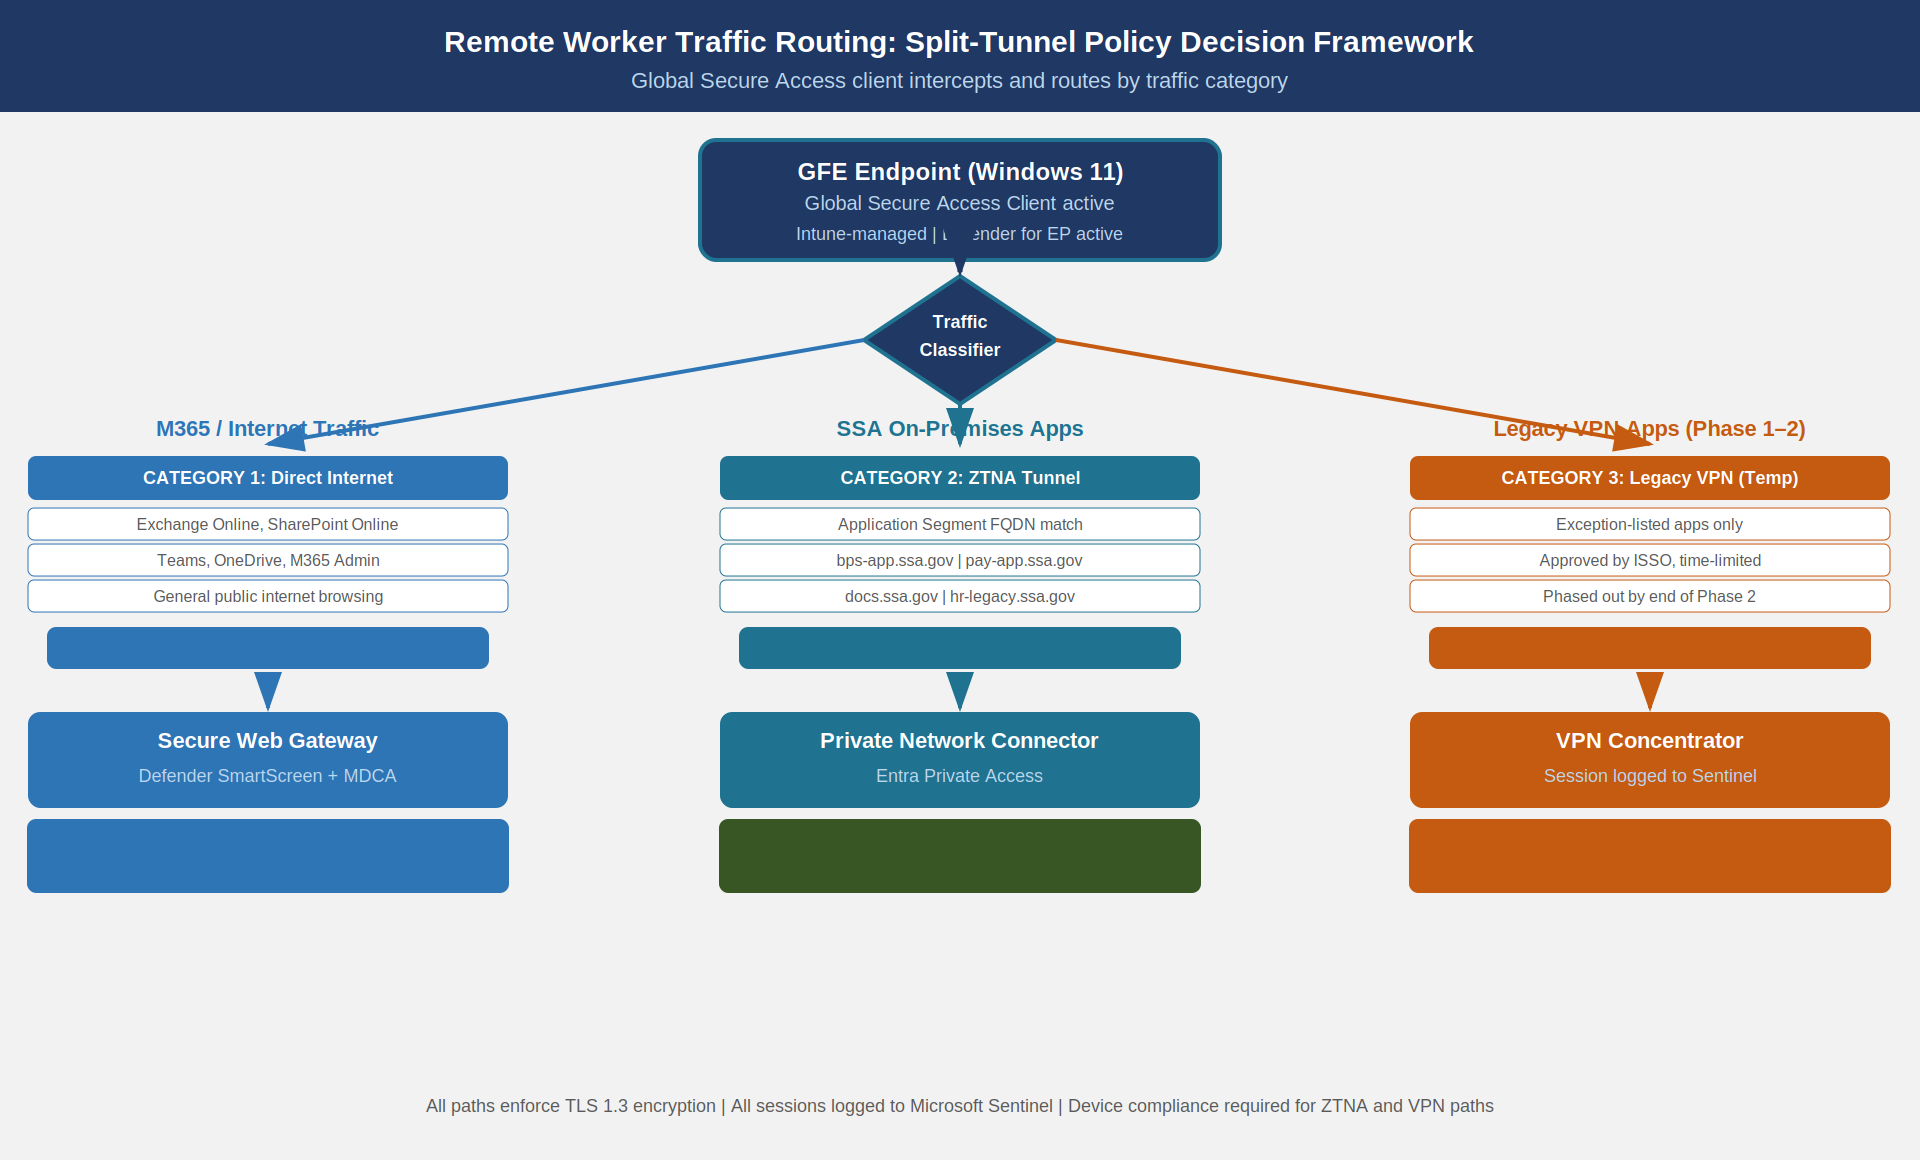 Remote Worker Traffic Routing: Split-Tunnel Policy Decision Framework
Global Secure Access client intercepts and routes by traffic category
GFE Endpoint (Windows 11)
Global Secure Access Client active
Intune-managed | ender for EP active
Traffic
Classifier
M365 / Internet Traffic
SSA On-Premises Apps
Legacy VPN Apps (Phase 1–2)
CATEGORY 1: Direct Internet
Exchange Online, SharePoint Online
Teams, OneDrive, M365 Admin
General public internet browsing
CATEGORY 2: ZTNA Tunnel
Application Segment FQDN match
bps-app.ssa.gov | pay-app.ssa.gov
docs.ssa.gov | hr-legacy.ssa.gov
CATEGORY 3: Legacy VPN (Temp)
Exception-listed apps only
Approved by ISSO, time-limited
Phased out by end of Phase 2
Secure Web Gateway
Defender SmartScreen + MDCA
Private Network Connector
Entra Private Access
VPN Concentrator
Session logged to Sentinel
All paths enforce TLS 1.3 encryption | All sessions logged to Microsoft Sentinel | Device compliance required for ZTNA and VPN paths